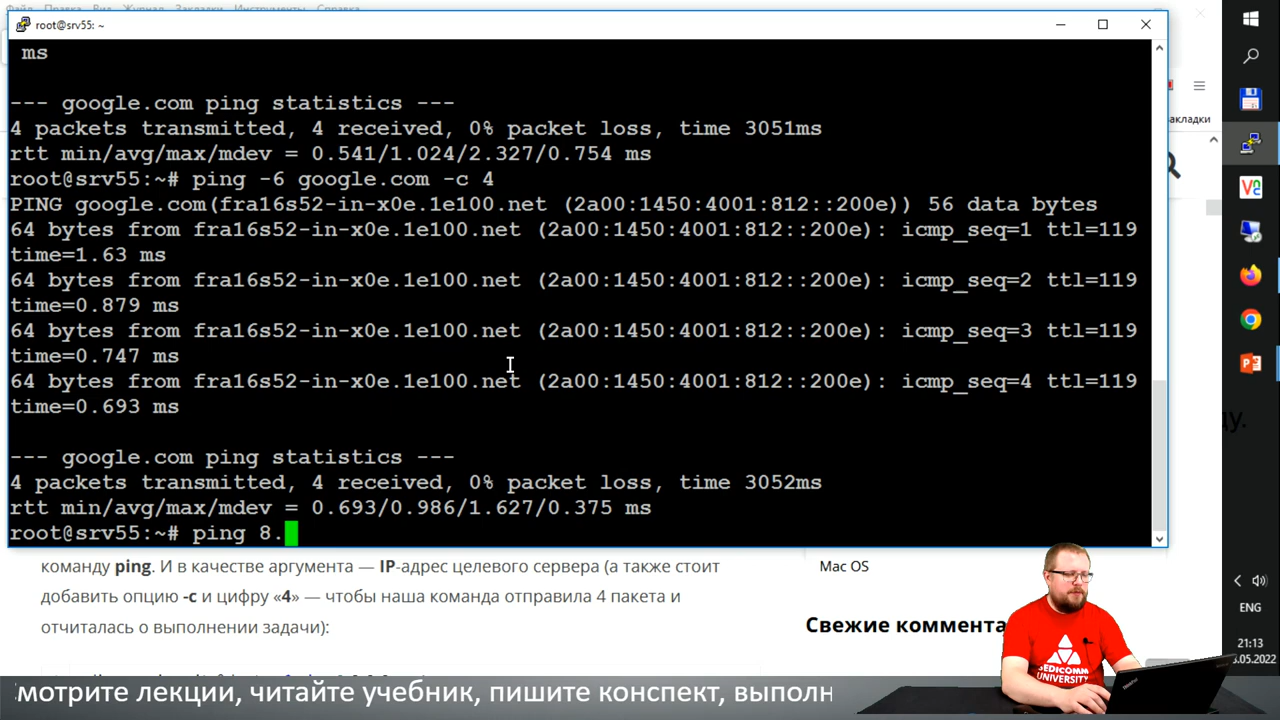 Файл Правка Вид Журнал Закладки Инструменты Справка
root@srv55: ~
ms
--- google.com ping statistics ---
4 packets transmitted, 4 received, 0% packet loss, time 3051ms
rtt min/avg/max/mdev = 0.541/1.024/2.327/0.754 ms
root@srv55:~# ping -6 google.com -c 4
PING google.com(fra16s52-in-x0e.1e100.net (2a00:1450:4001:812::200e)) 56 data bytes
64 bytes from fra16s52-in-x0e.1e100.net (2a00:1450:4001:812::200e): icmp_seq=1 ttl=119
time=1.63 ms
64 bytes from fra16s52-in-x0e.1e100.net (2a00:1450:4001:812::200e): icmp_seq=2 ttl=119
time=0.879 ms
64 bytes from fra16s52-in-x0e.1e100.net (2a00:1450:4001:812::200e): icmp_seq=3 ttl=119
time=0.747 ms
64 bytes from fra16s52-in-x0e.1e100.net (2a00:1450:4001:812::200e): icmp_seq=4 ttl=119
time=0.693 ms
--- google.com ping statistics ---
4 packets transmitted, 4 received, 0% packet loss, time 3052ms
rtt min/avg/max/mdev = 0.693/0.986/1.627/0.375 ms
root@srv55:~# ping 8.
акладки
ду.
команду ping. И в качестве аргумента — IP-адрес целевого сервера (а также стоит
добавить опцию -c и цифру «4» — чтобы наша команда отправила 4 пакета и
отчиталась о выполнении задачи):
Mac OS
Свежие коммента
SEDICOMM
UNIVERSITY
ThinkPad
ENG
21:13
.05.2022
мотрите лекции, читайте учебник, пишите конспект, выполн